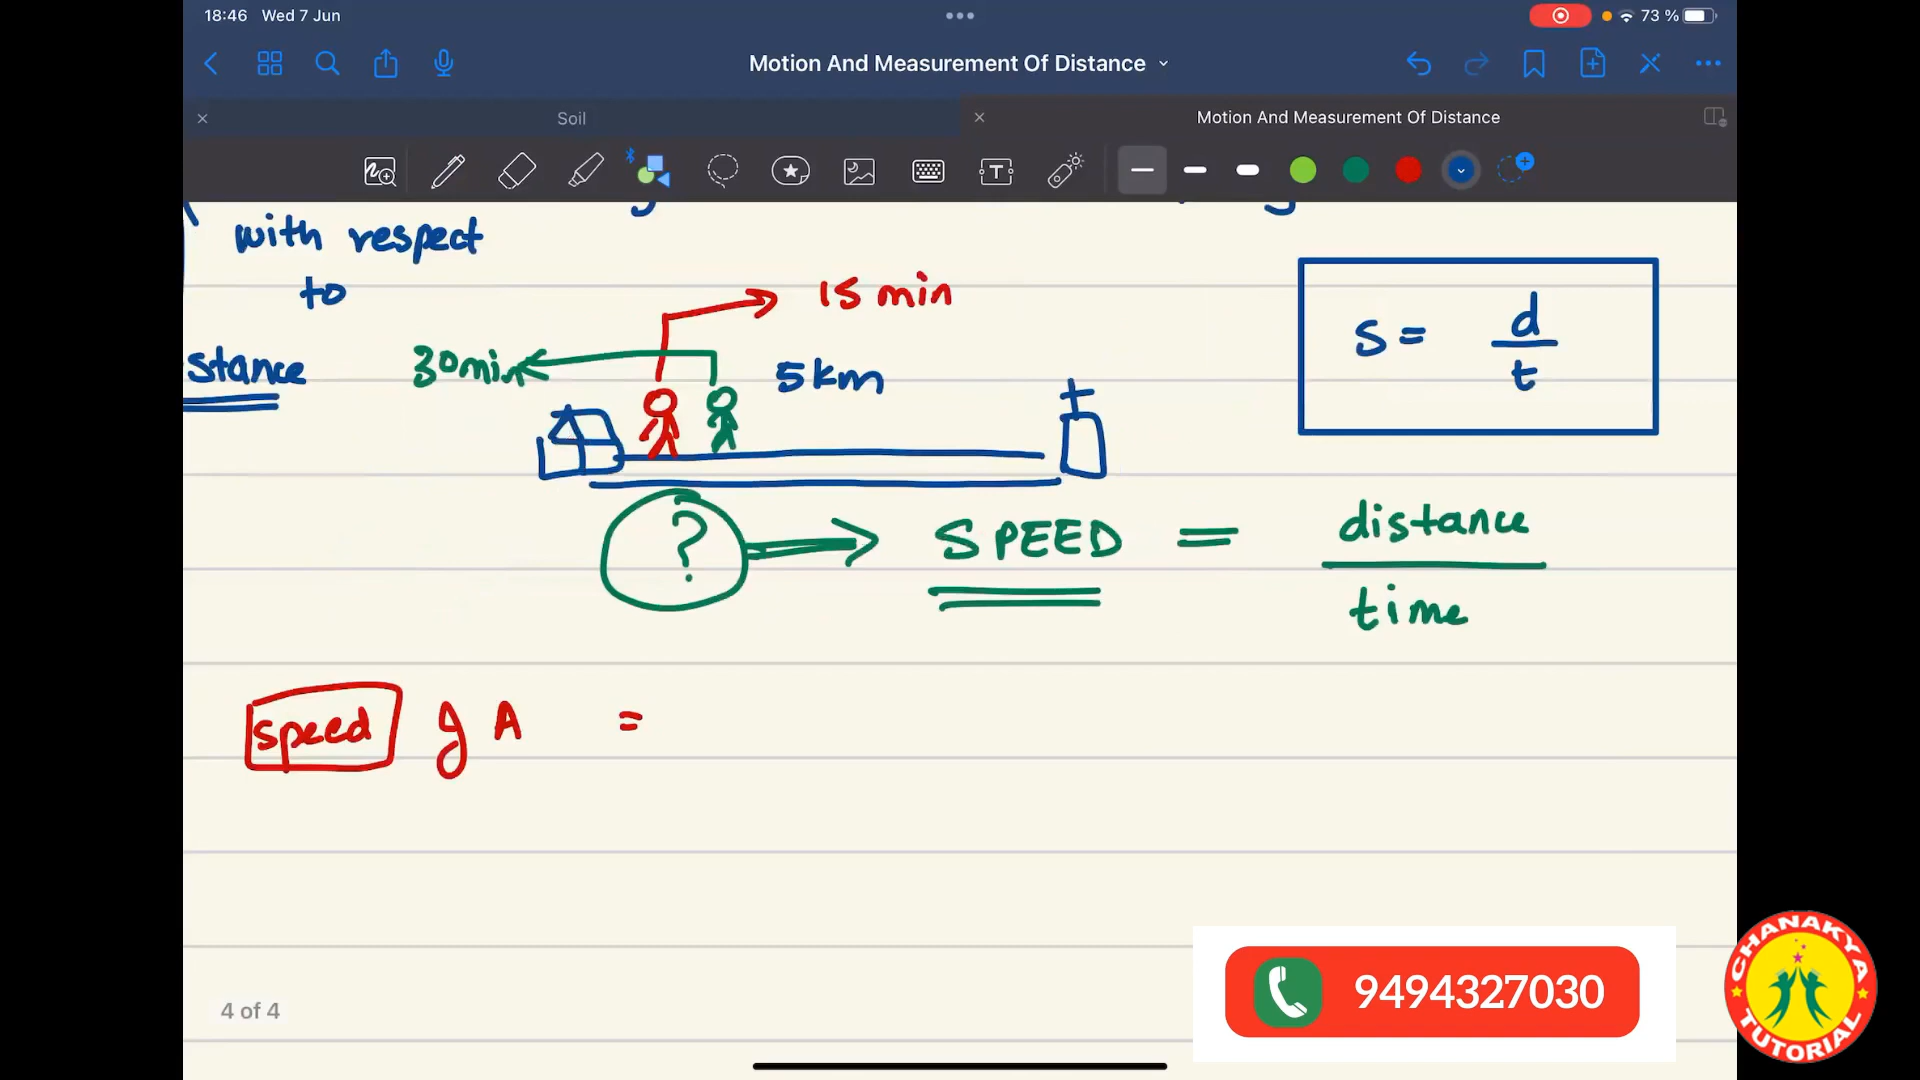 18:46 Wed 7 Jun
73 %
Motion And Measurement Of Distance
Soil
Motion And Measurement Of Distance
with respect
to
stance
15 min
30min
5km
S = d
t
?
SPEED = distance
time
speed of A =
4 of 4
9494327030
CHANAKYA
TUTORIAL